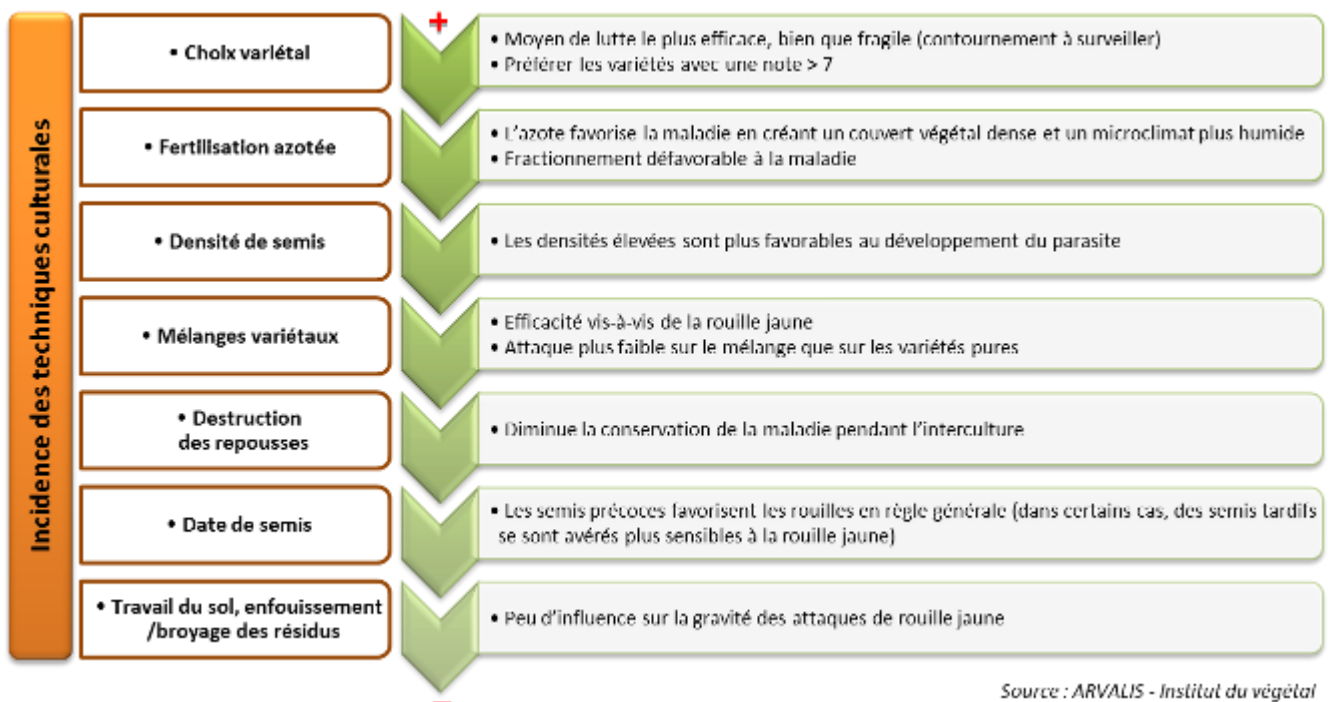 Incidence des techniques culturales
+
• Choix variétal
• Moyen de lutte le plus efficace, bien que fragile (contournement à surveiller)
• Préférer les variétés avec une note > 7
• Fertilisation azotée
• L'azote favorise la maladie en créant un couvert végétal dense et un microclimat plus humide
• Fractionnement défavorable à la maladie
• Densité de semis
• Les densités élevées sont plus favorables au développement du parasite
• Mélanges variétaux
• Efficacité vis-à-vis de la rouille jaune
• Attaque plus faible sur le mélange que sur les variétés pures
• Destruction
des repousses
• Diminue la conservation de la maladie pendant l'interculture
• Date de semis
• Les semis précoces favorisent les rouilles en règle générale (dans certains cas, des semis tardifs
se sont avérés plus sensibles à la rouille jaune)
• Travail du sol, enfouissement
/broyage des résidus
• Peu d'influence sur la gravité des attaques de rouille jaune
Source : ARVALIS - Institut du végétal